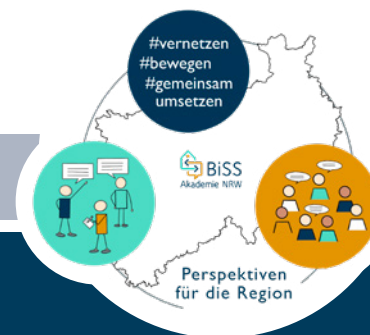 #vernetzen
#bewegen
#gemeinsam
umsetzen
BiSS
Akademie NRW
Perspektiven
für die Region